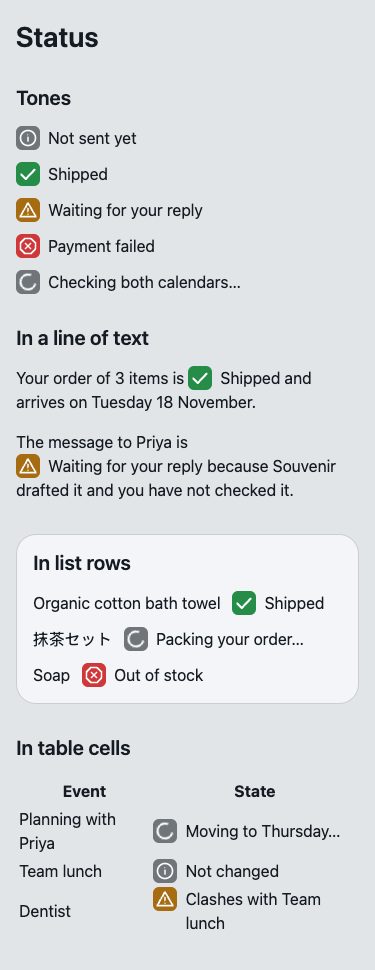 Status
Tones
Not sent yet
Shipped
Waiting for your reply
Payment failed
Checking both calendars...
In a line of text
Your order of 3 items is Shipped and
arrives on Tuesday 18 November.
The message to Priya is
Waiting for your reply because Souvenir
drafted it and you have not checked it.
In list rows
Organic cotton bath towel Shipped
抹茶セット Packing your order...
Soap Out of stock
In table cells
Event State
Planning with
Priya
Moving to Thursday...
Team lunch Not changed
Dentist
Clashes with Team
lunch